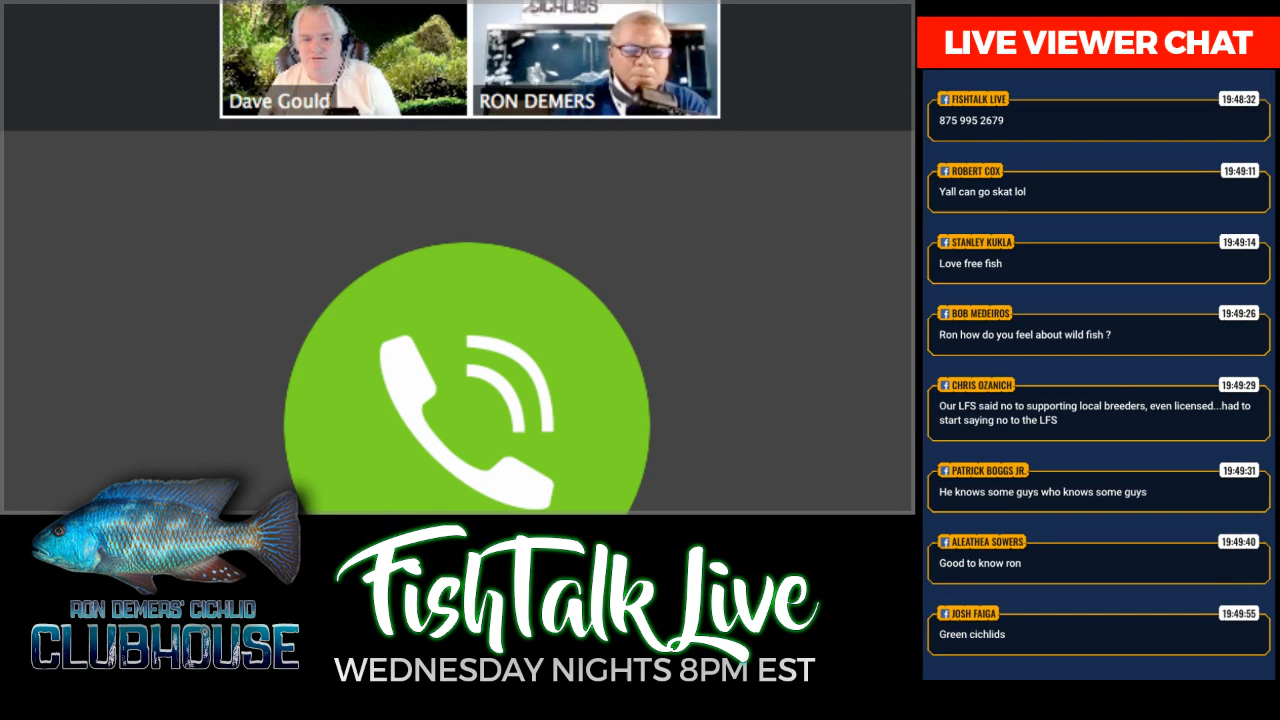 CICHLIDS
Dave Gould
RON DEMERS
LIVE VIEWER CHAT
FISHTALK LIVE
19:48:32
875 995 2679
ROBERT COX
19:49:11
Yall can go skat lol
STANLEY KUKLA
19:49:14
Love free fish
BOB MEDEIROS
19:49:26
Ron how do you feel about wild fish ?
CHRIS OZANICH
19:49:29
Our LFS said no to supporting local breeders, even licensed...had to
start saying no to the LFS
PATRICK BOGGS JR.
19:49:31
He knows some guys who knows some guys
ALEATHEA SOWERS
19:49:40
Good to know ron
JOSH FAIGA
19:49:55
Green cichlids
RON DEMERS' CICHLID
CLUBHOUSE
FishTalk Live
WEDNESDAY NIGHTS 8PM EST